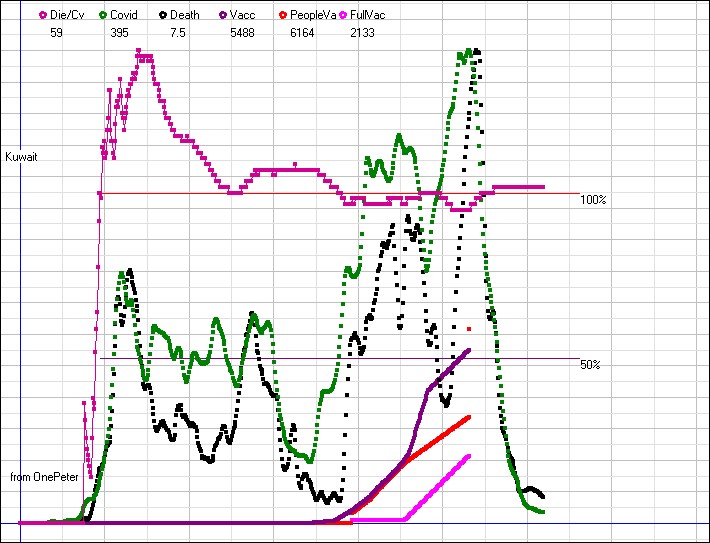 Die/Cv Covid Death Vacc PeopleVa FullVac
59 395 7.5 5488 6164 2133
Kuwait
100%
50%
from OnePeter